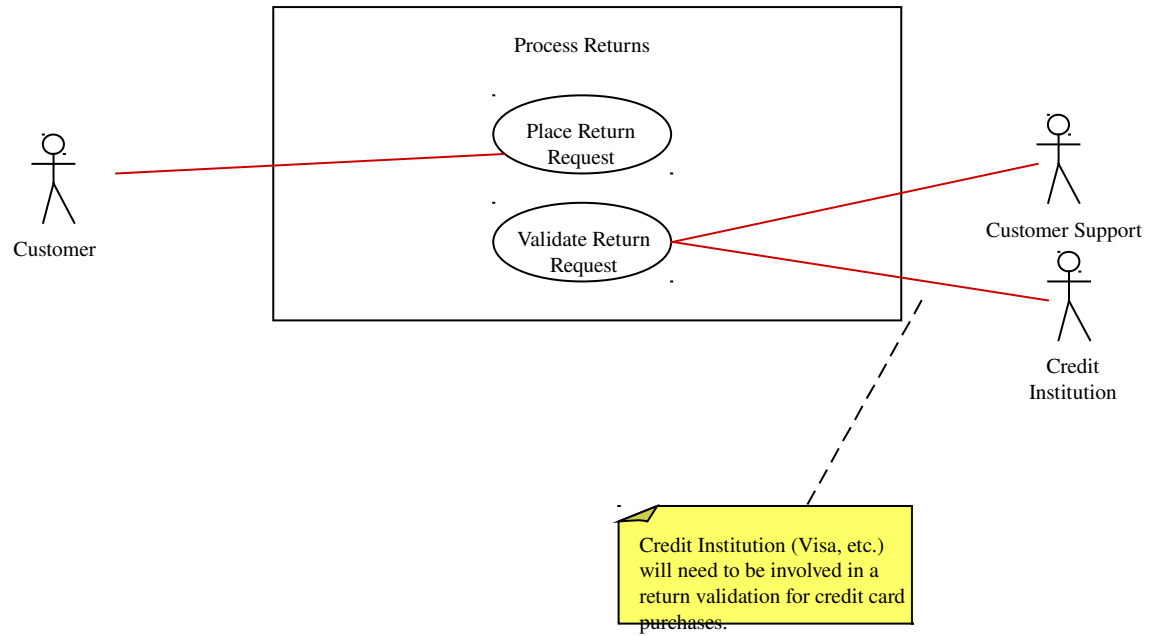 Process Returns
Place Return
Request
Customer
Validate Return
Request
Customer Support
Credit
Institution
Credit Institution (Visa, etc.)
will need to be involved in a
return validation for credit card
purchases.